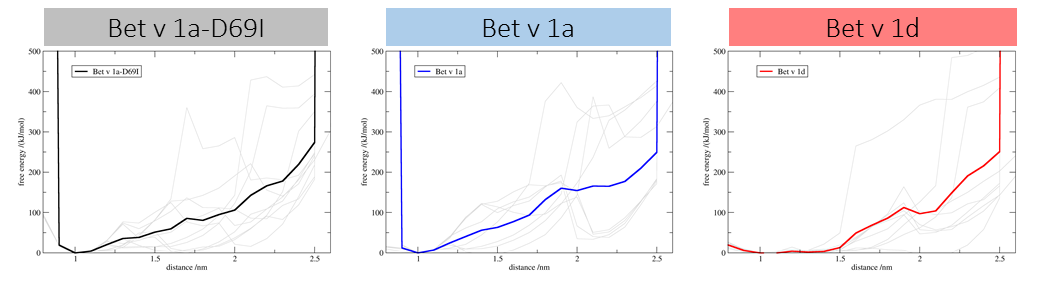 Bet v 1a-D69I
Bet v 1a
Bet v 1d
500
400
300
200
100
0
free energy /(kJ/mol)
Bet v 1a-D69I
1
1.5
2
2.5
distance /nm
500
400
300
200
100
0
free energy /(kJ/mol)
Bet v 1a
1
1.5
2
2.5
distance /nm
500
400
300
200
100
0
free energy /(kJ/mol)
Bet v 1d
1
1.5
2
2.5
distance /nm